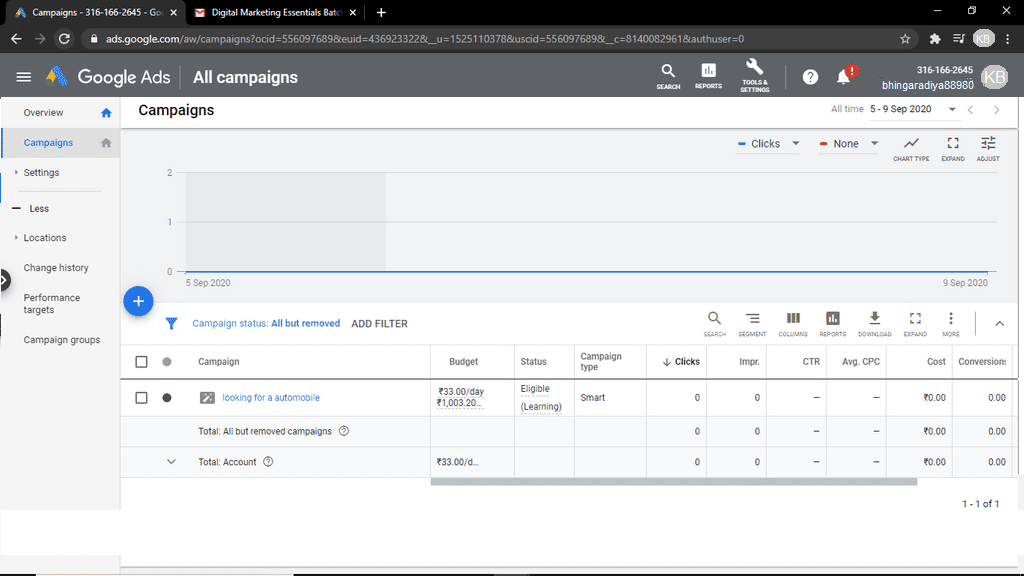 Campaigns - 316-166-2645 - Goo
Digital Marketing Essentials Batc
ads.google.com/aw/campaigns?ocid=556097689&euid=436923322&__u=1525110378&uscid=556097689&__c=8140082961&authuser=0
KB
Google Ads
All campaigns
SEARCH
REPORTS
TOOLS & SETTINGS
316-166-2645
bhingaradiya88980
KB
Overview
Campaigns
Settings
Less
Locations
Change history
Performance
targets
Campaign groups
Campaigns
All time 5 - 9 Sep 2020
Clicks
None
CHART TYPE
EXPAND
ADJUST
2
1
0
5 Sep 2020
9 Sep 2020
Campaign status: All but removed ADD FILTER
SEARCH
SEGMENT
COLUMNS
REPORTS
DOWNLOAD
EXPAND
MORE
Campaign Budget Status Campaign type Clicks Impr. CTR Avg. CPC Cost Conversions
looking for a automobile ₹33.00/day ₹1,003.20... Eligible (Learning) Smart 0 0 – – ₹0.00 0.00
Total: All but removed campaigns 0 0 – – ₹0.00 0.00
Total: Account ₹33.00/d... 0 0 – – ₹0.00 0.00
1 - 1 of 1